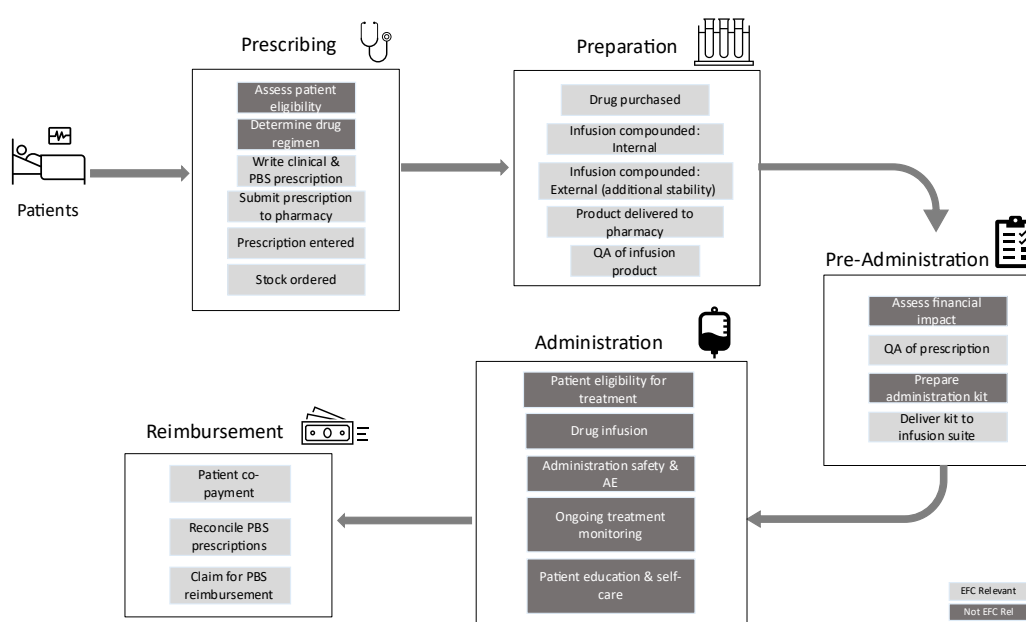 Patients
Prescribing
Assess patient
eligibility
Determine drug
regimen
Write clinical &
PBS prescription
Submit prescription
to pharmacy
Prescription entered
Stock ordered
Preparation
Drug purchased
Infusion compounded:
Internal
Infusion compounded:
External (additional stability)
Product delivered to
pharmacy
QA of infusion
product
Pre-Administration
Assess financial
impact
QA of prescription
Prepare
administration kit
Deliver kit to
infusion suite
Administration
Patient eligibility for
treatment
Drug infusion
Administration safety &
AE
Ongoing treatment
monitoring
Patient education & self-
care
Reimbursement
Patient co-
payment
Reconcile PBS
prescriptions
Claim for PBS
reimbursement
EFC Relevant
Not EFC Rel